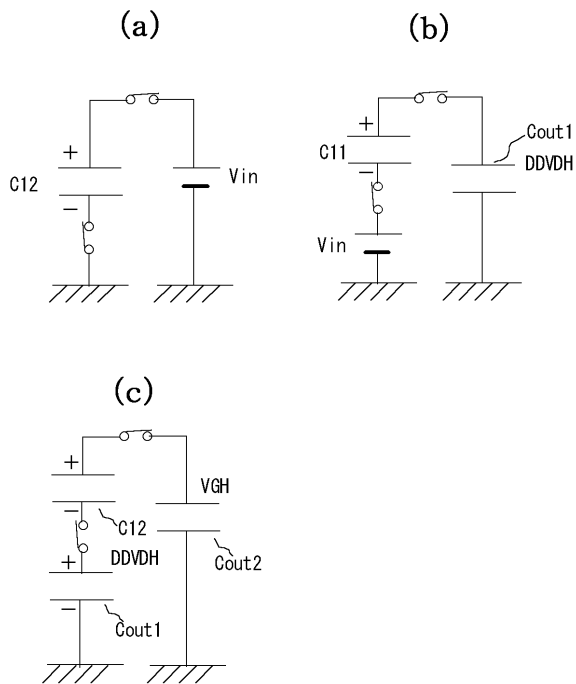 (a)
+
C12
−
Vin
(b)
+
C11
−
Vin
Cout1
DDVDH
(c)
+
−
C12
+
DDVDH
−
Cout1
VGH
Cout2